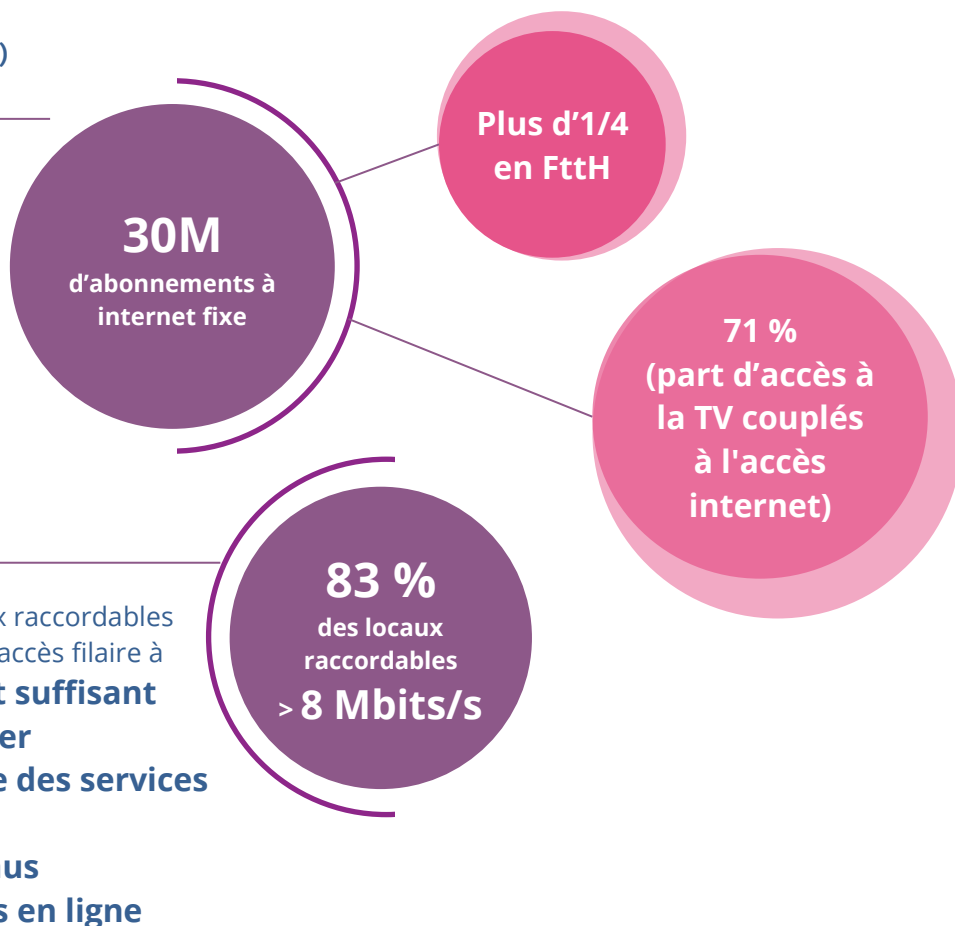 )
Plus d’1/4
en FttH
30M
d’abonnements à
internet fixe
71 %
(part d’accès à
la TV couplés
à l'accès
internet)
83 %
des locaux
raccordables
> 8 Mbits/s
raccordables
accès filaire à
suffisant
er
e des services
us
s en ligne